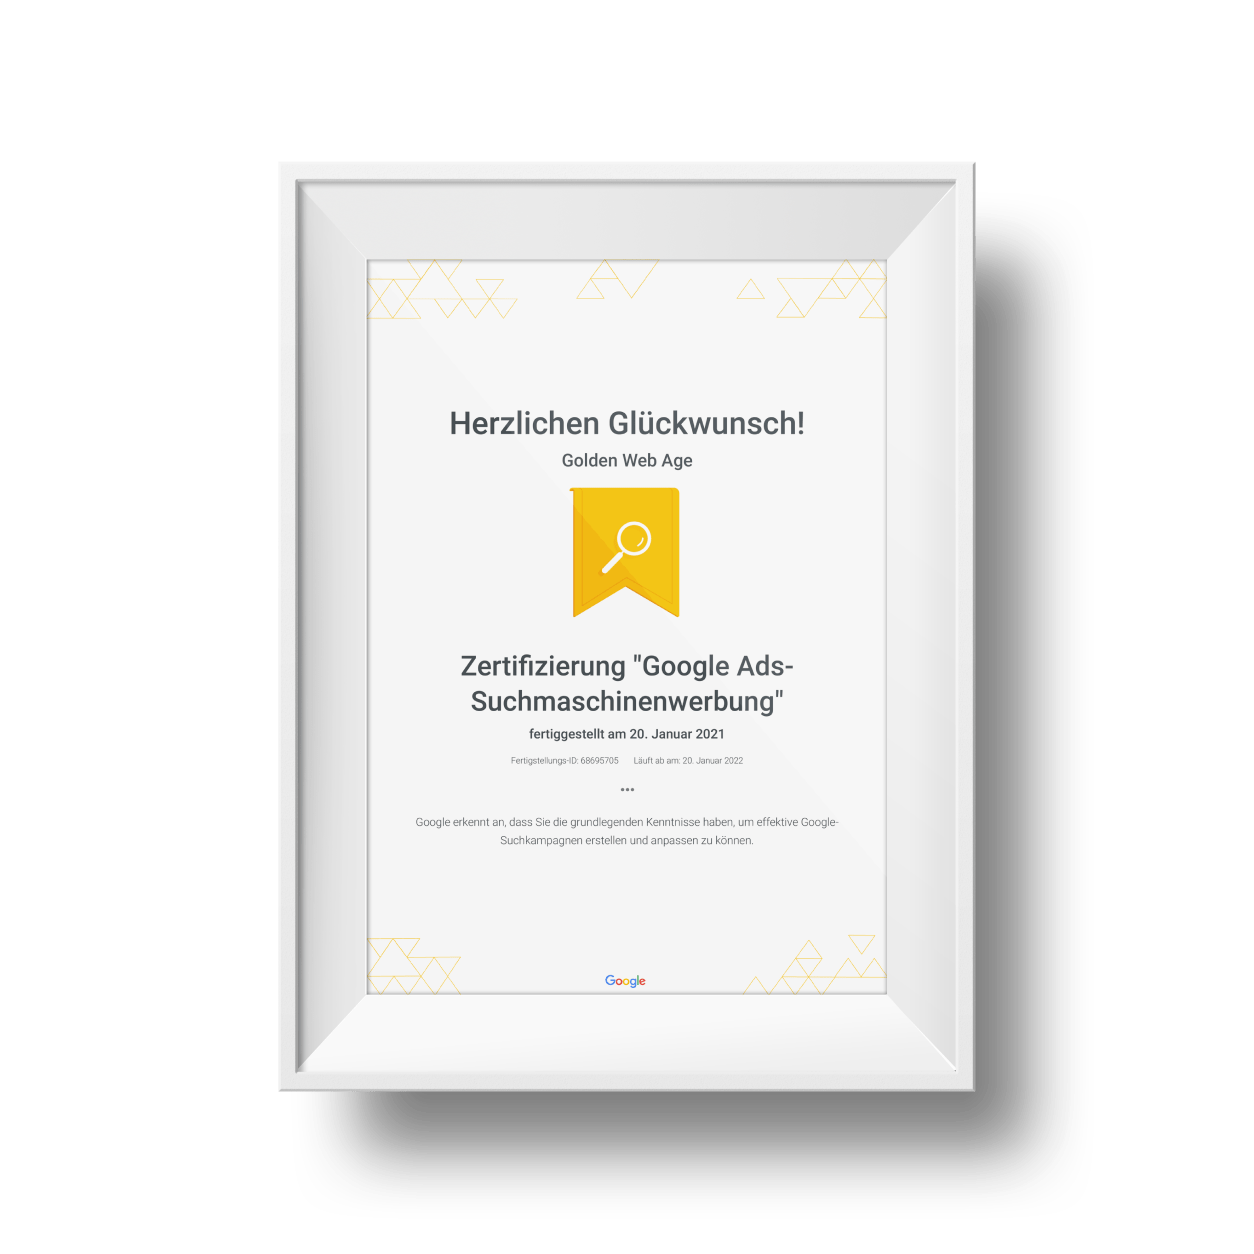 Herzlichen Glückwunsch!
Golden Web Age
Zertifizierung "Google Ads-
Suchmaschinenwerbung"
fertiggestellt am 20. Januar 2021
Fertigstellungs-ID: 68695705 Läuft ab am: 20. Januar 2022
•••
Google erkennt an, dass Sie die grundlegenden Kenntnisse haben, um effektive Google-
Suchkampagnen erstellen und anpassen zu können.
Google